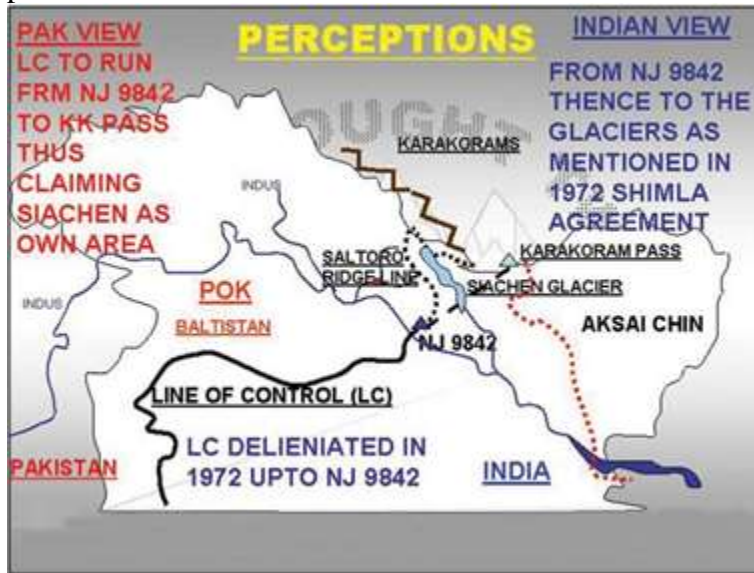 PERCEPTIONS
PAK VIEW
LC TO RUN
FRM NJ 9842
TO KK PASS
THUS
CLAIMING
SIACHEN AS
OWN AREA
INDIAN VIEW
FROM NJ 9842
THENCE TO THE
GLACIERS AS
MENTIONED IN
1972 SHIMLA
AGREEMENT
KARAKORAMS
INDUS
KARAKORAM PASS
SALTORO
RIDGE LINE
SIACHEN GLACIER
INDUS
POK
BALTISTAN
AKSAI CHIN
NJ 9842
LINE OF CONTROL (LC)
LC DELIENIATED IN
1972 UPTO NJ 9842
PAKISTAN
INDIA